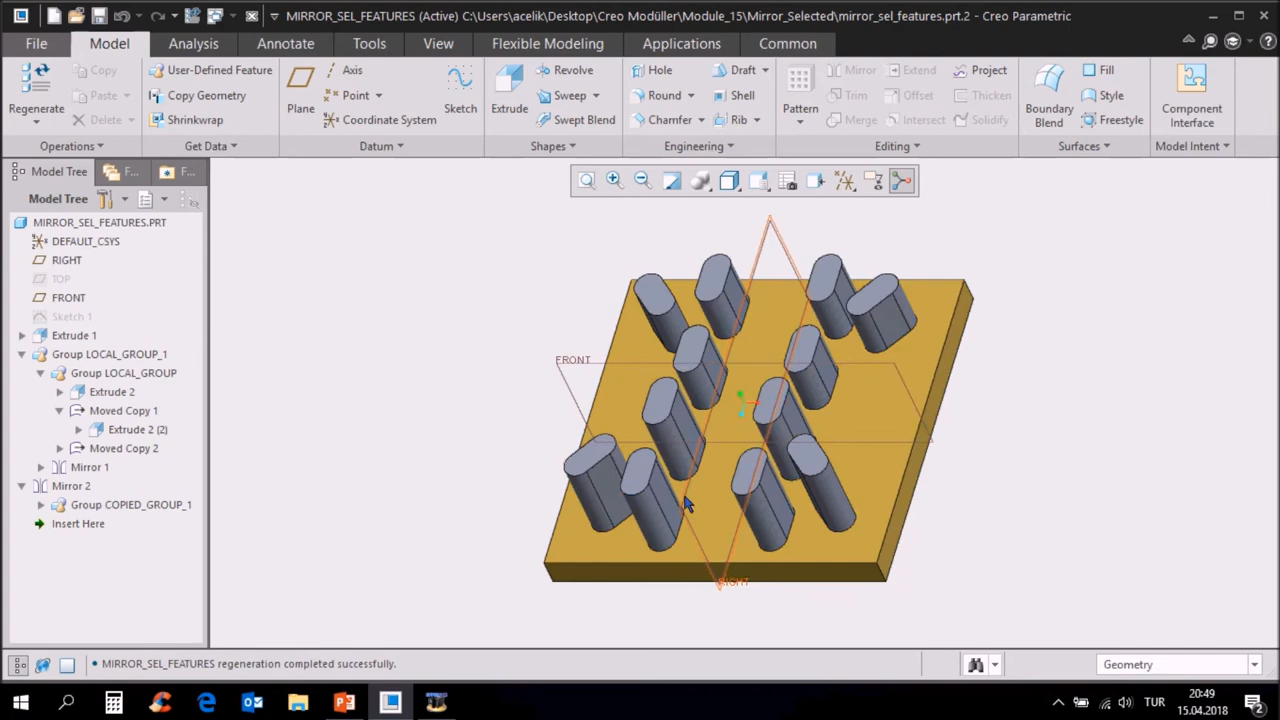 MIRROR_SEL_FEATURES (Active) C:\Users\acelik\Desktop\Creo Modüller\Module_15\Mirror_Selected\mirror_sel_features.prt.2 - Creo Parametric
File Model Analysis Annotate Tools View Flexible Modeling Applications Common
Regenerate
Copy
Paste
Delete
Operations
User-Defined Feature
Copy Geometry
Shrinkwrap
Get Data
Plane
Axis
Point
Coordinate System
Sketch
Datum
Extrude
Revolve
Sweep
Swept Blend
Shapes
Hole
Round
Chamfer
Draft
Shell
Rib
Engineering
Pattern
Mirror
Trim
Merge
Extend
Offset
Intersect
Project
Thicken
Solidify
Editing
Boundary
Blend
Fill
Style
Freestyle
Surfaces
Component
Interface
Model Intent
Model Tree
F...
F...
Model Tree
MIRROR_SEL_FEATURES.PRT
DEFAULT_CSYS
RIGHT
TOP
FRONT
Sketch 1
Extrude 1
Group LOCAL_GROUP_1
Group LOCAL_GROUP
Extrude 2
Moved Copy 1
Extrude 2 (2)
Moved Copy 2
Mirror 1
Mirror 2
Group COPIED_GROUP_1
Insert Here
FRONT
RIGHT
• MIRROR_SEL_FEATURES regeneration completed successfully.
Geometry
TUR
20:49
15.04.2018
2